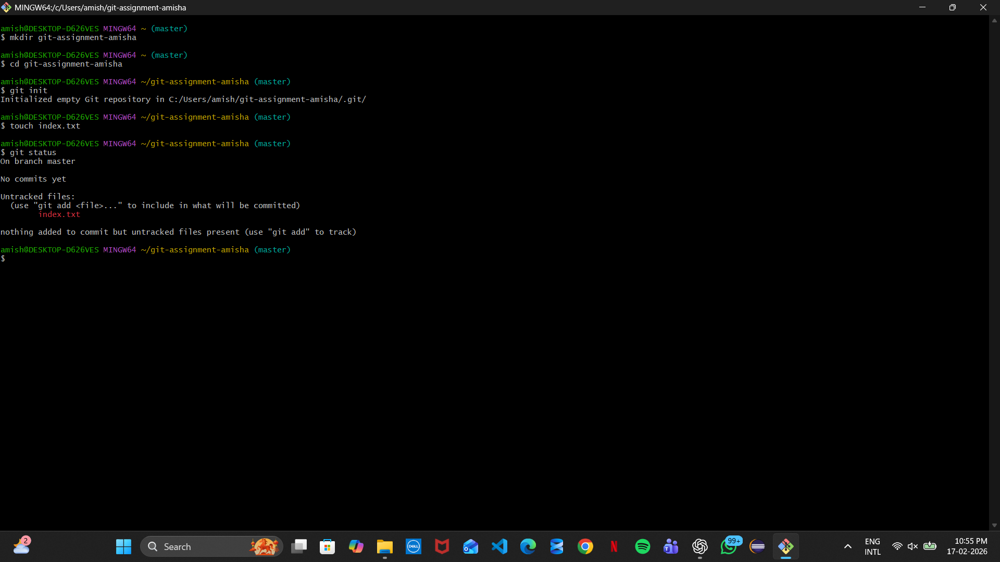 MINGW64:/c/Users/amish/git-assignment-amisha
amish@DESKTOP-D626VES MINGW64 ~ (master)
$ mkdir git-assignment-amisha
amish@DESKTOP-D626VES MINGW64 ~ (master)
$ cd git-assignment-amisha
amish@DESKTOP-D626VES MINGW64 ~/git-assignment-amisha (master)
$ git init
Initialized empty Git repository in C:/Users/amish/git-assignment-amisha/.git/
amish@DESKTOP-D626VES MINGW64 ~/git-assignment-amisha (master)
$ touch index.txt
amish@DESKTOP-D626VES MINGW64 ~/git-assignment-amisha (master)
$ git status
On branch master
No commits yet
Untracked files:
  (use "git add <file>..." to include in what will be committed)
        index.txt
nothing added to commit but untracked files present (use "git add" to track)
amish@DESKTOP-D626VES MINGW64 ~/git-assignment-amisha (master)
$
2
Search
DELL
99+
ENG
INTL
10:55 PM
17-02-2026